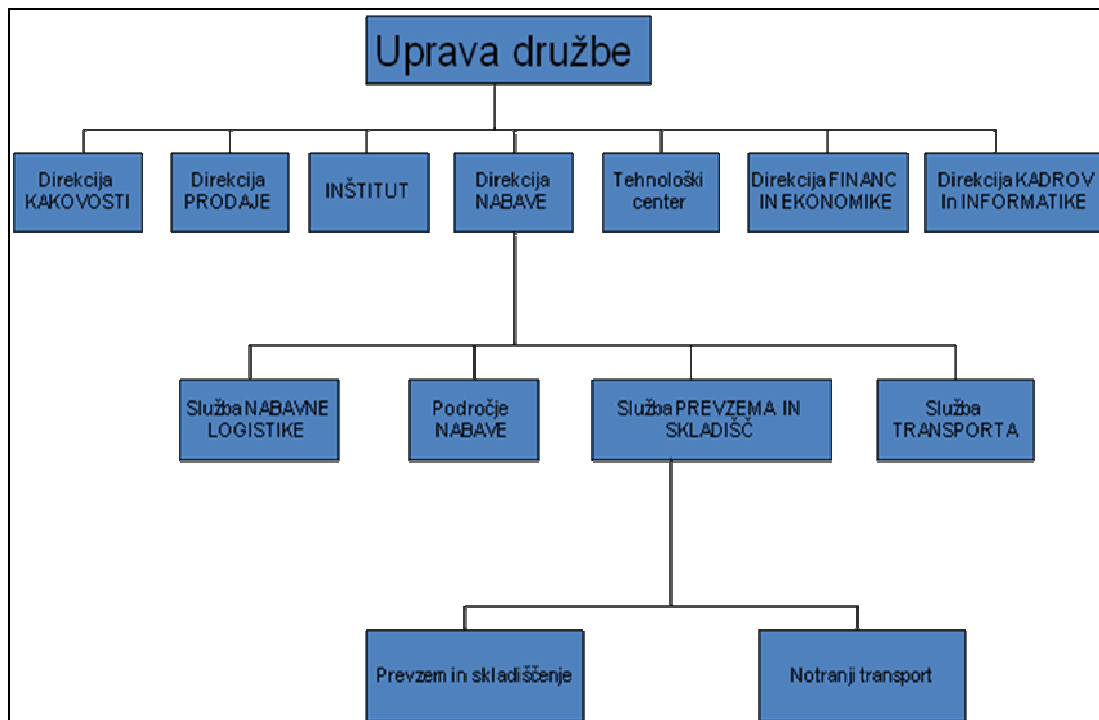 Uprava družbe
Direkcija
KAKOVOSTI
Direkcija
PRODAJE
INŠTITUT
Direkcija
NABAVE
Tehnološki
center
Direkcija FINANC
IN EKONOMIKE
Direkcija KADROV
In INFORMATIKE
Služba NABAVNE
LOGISTIKE
Področje
NABAVE
Služba PREVZEMA IN
SKLADIŠČ
Služba
TRANSPORTA
Prevzem in skladiščenje
Notranji transport